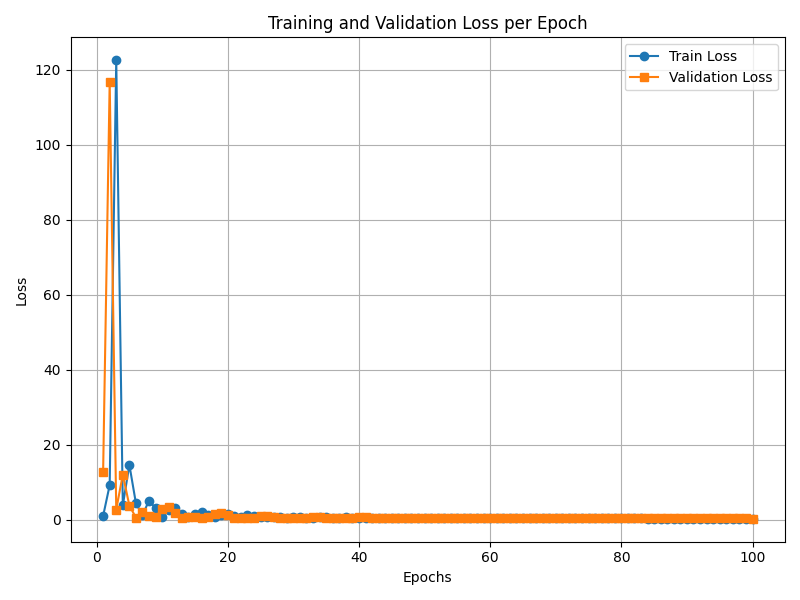 Training and Validation Loss per Epoch
Train Loss
Validation Loss
120
100
80
60
40
20
0
Loss
0 20 40 60 80 100
Epochs